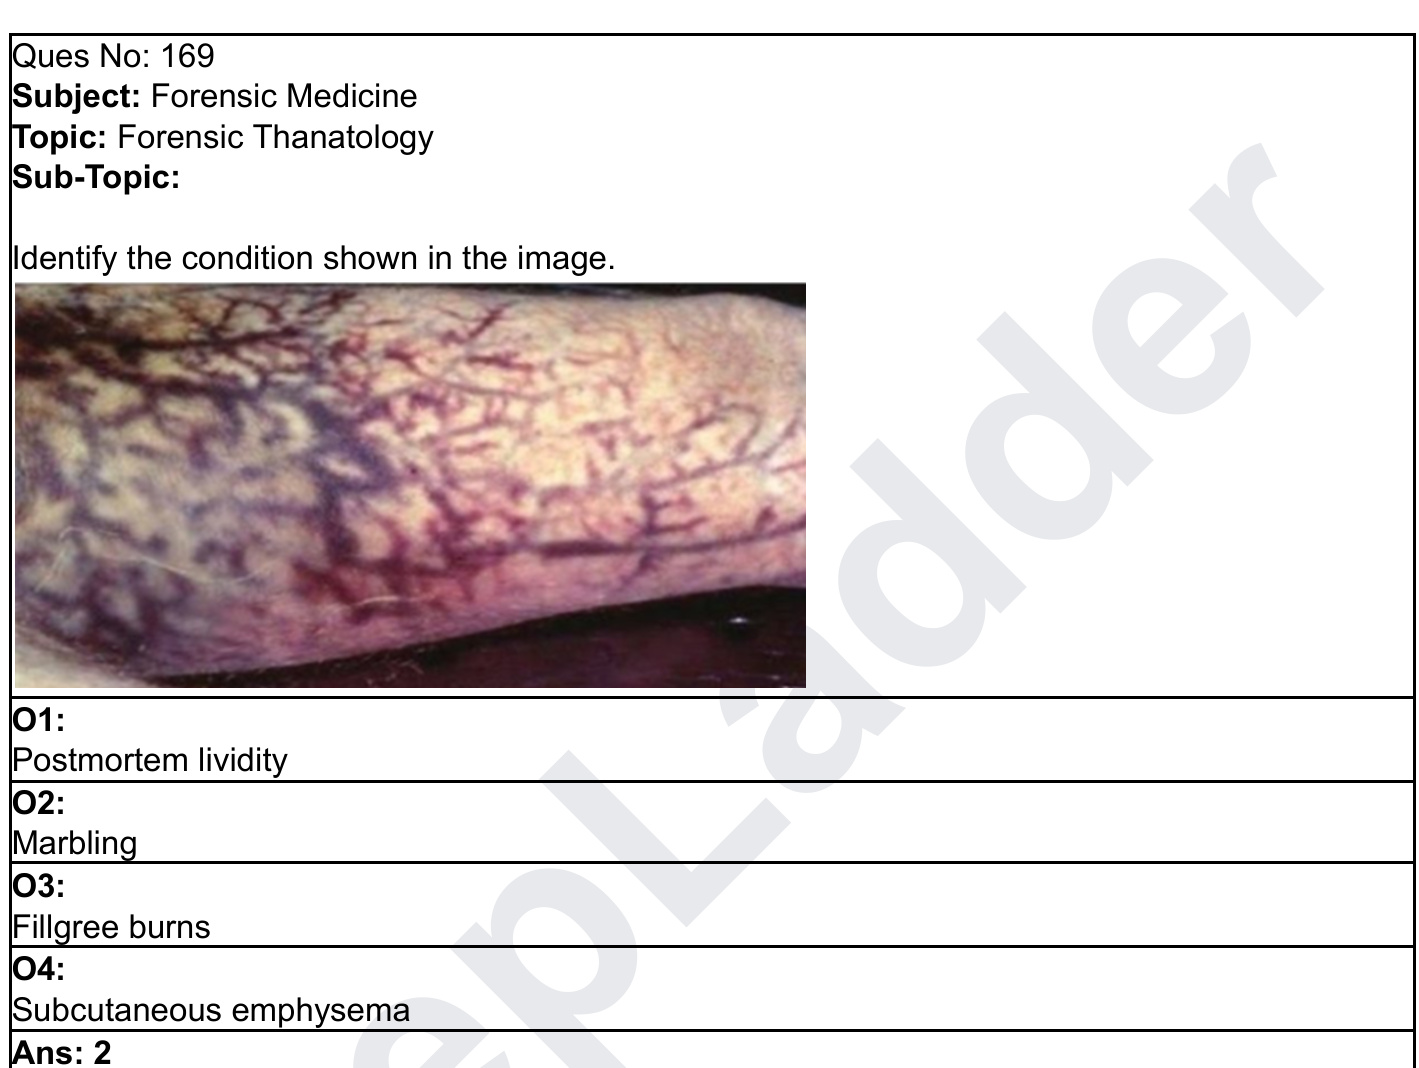 Ques No: 169
Subject: Forensic Medicine
Topic: Forensic Thanatology
Sub-Topic:
Identify the condition shown in the image.
O1:
Postmortem lividity
O2:
Marbling
O3:
Fillgree burns
O4:
Subcutaneous emphysema
Ans: 2
epLadder